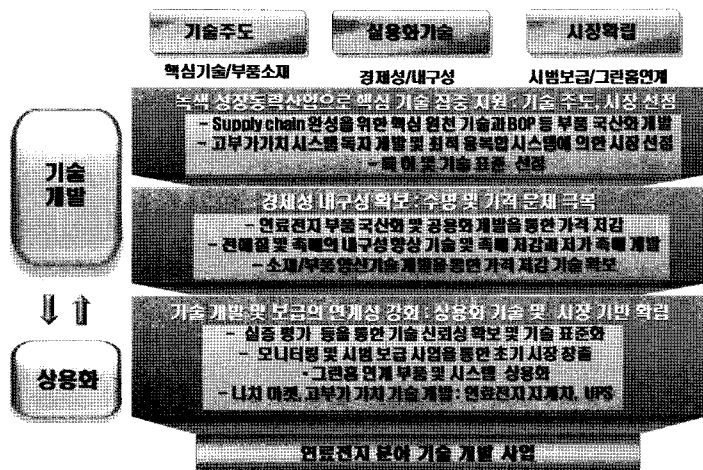 기술주도 실용화기술 시장확립
핵심기술/부품소재 경제성/내구성 시범보급/그린홈연계
녹색 성장동력산업으로 핵심 기술 집중 지원 : 기술 주도, 시장 선점
- Supply chain 완성을 위한 핵심 원천 기술과 BOP 등 부품 국산화 개발
- 고부가가치 시스템 독자 개발 및 최적 융복합 시스템에 의한 시장 선점
- 특허 및 기술 표준 선점
기술
개발
경제성 내구성 확보 : 수명 및 가격 문제 극복
- 연료전지 부품 국산화 및 공용화 개발을 통한 가격 저감
- 전해질 및 촉매의 내구성 향상 기술 및 촉매 저감과 저가 촉매 개발
- 소재/부품 양산기술 개발을 통한 가격 저감 기술 확보
기술 개발 및 보급의 연계성 강화 : 상용화 기술 및 시장 기반 확립
- 실증 평가 등을 통한 기술 신뢰성 확보 및 기술 표준화
- 모니터링 및 시범 보급 사업을 통한 초기 시장 창출
- 그린홈 연계 부품 및 시스템 상용화
- 니치 마켓, 고부가 가치 기술 개발 : 연료전지 지게차, UPS
상용화
연료전지 분야 기술 개발 사업